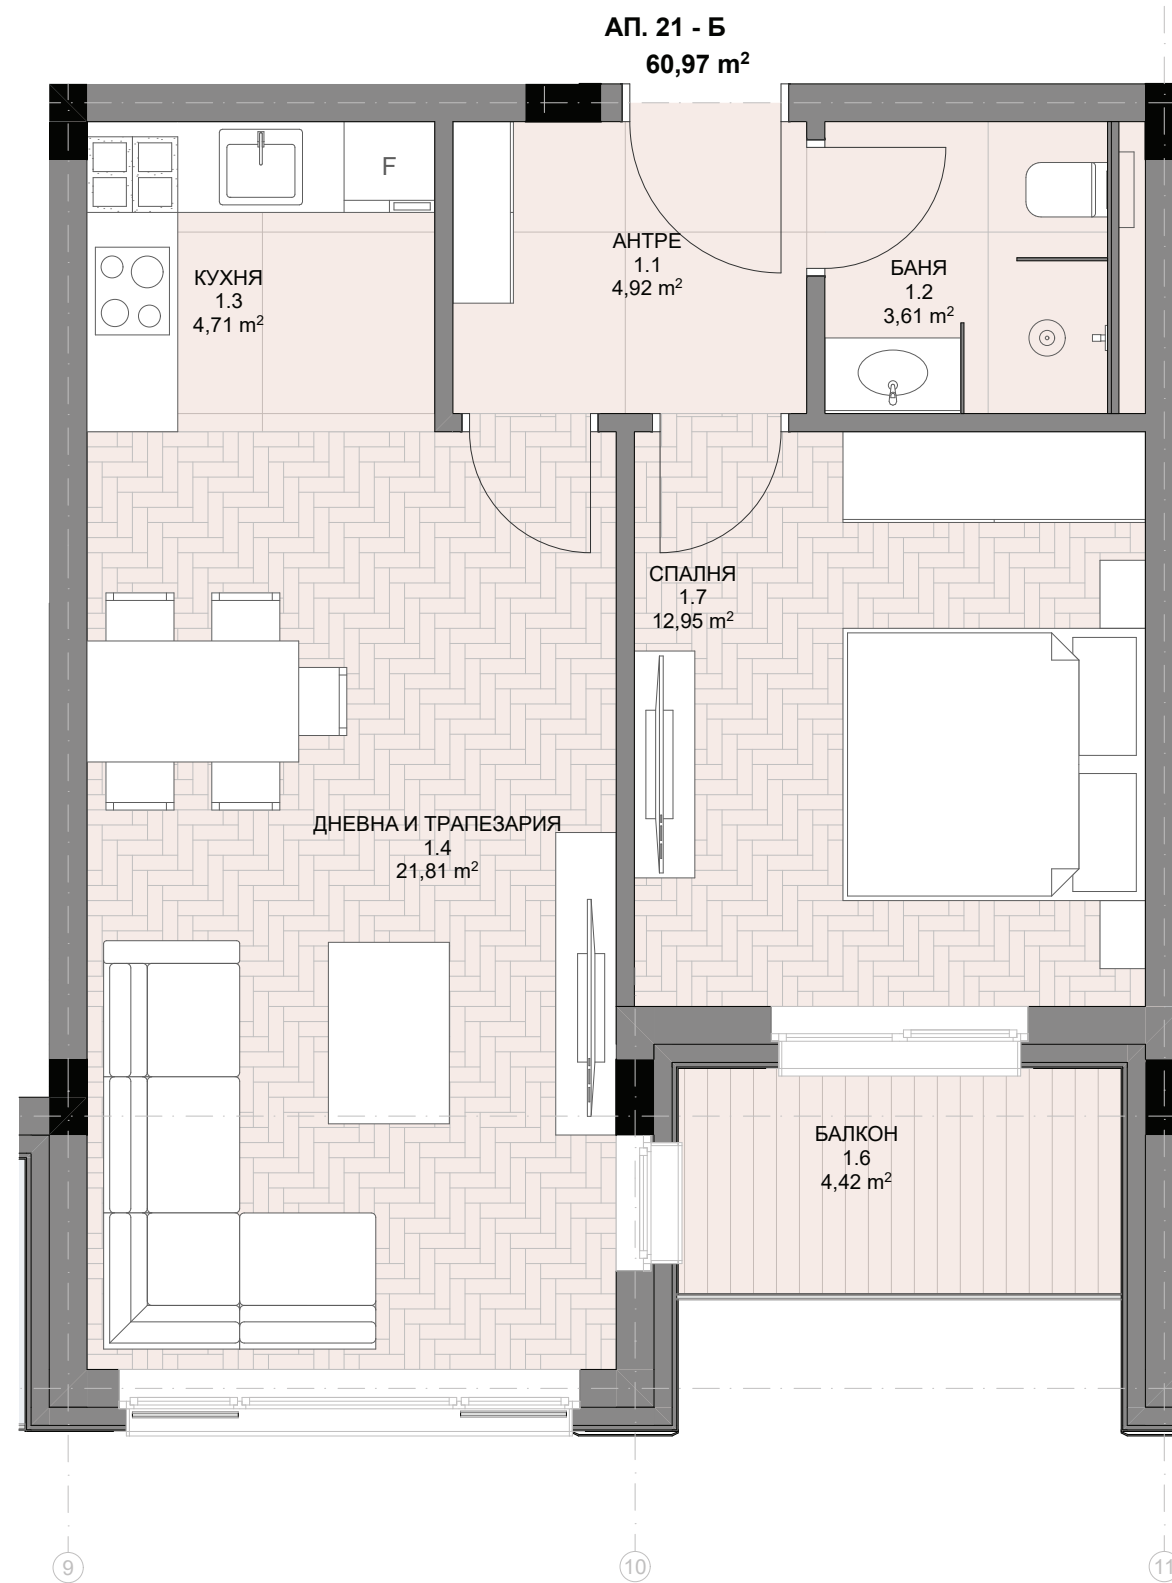 АП. 21 - Б
60,97 m²
F
АНТРЕ
1.1
4,92 m²
КУХНЯ
1.3
4,71 m²
БАНЯ
1.2
3,61 m²
СПАЛНЯ
1.7
12,95 m²
ДНЕВНА И ТРАПЕЗАРИЯ
1.4
21,81 m²
БАЛКОН
1.6
4,42 m²
9
10
11